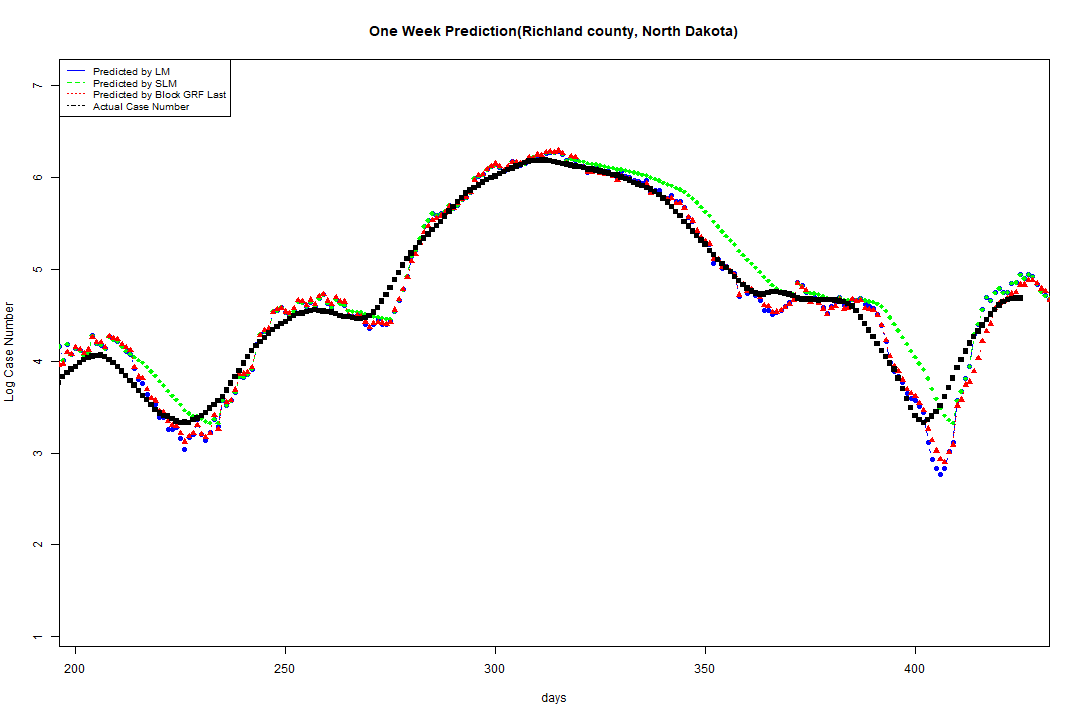 One Week Prediction(Richland county, North Dakota)
Predicted by LM
Predicted by SLM
Predicted by Block GRF Last
Actual Case Number
7
6
5
4
3
2
1
Log Case Number
200 250 300 350 400
days